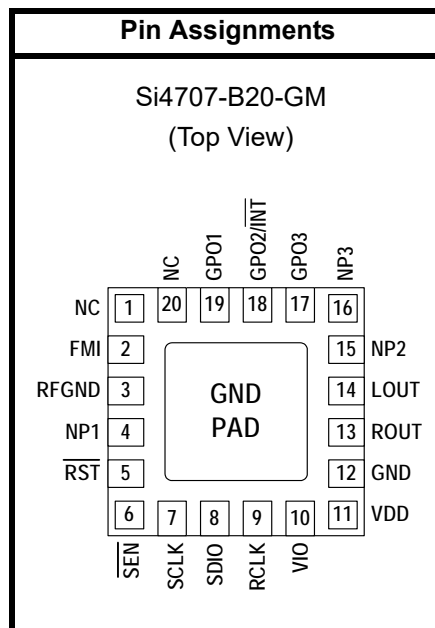 Pin Assignments
Si4707-B20-GM
(Top View)
NC
GPO1
GPO2/INT
GPO3
NP3
20
19
18
17
16
NC 1
FMI 2
RFGND 3
NP1 4
RST 5
GND
PAD
15 NP2
14 LOUT
13 ROUT
12 GND
11 VDD
6
7
8
9
10
SEN
SCLK
SDIO
RCLK
VIO